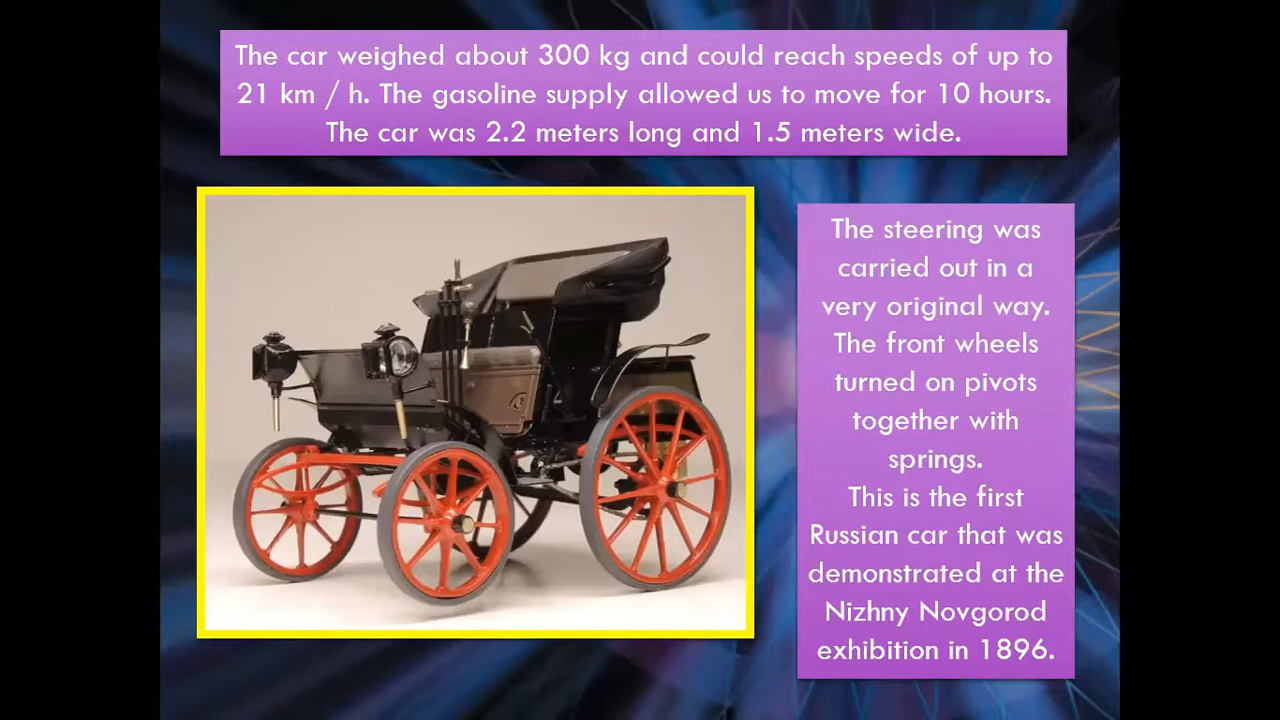 The car weighed about 300 kg and could reach speeds of up to
21 km / h. The gasoline supply allowed us to move for 10 hours.
The car was 2.2 meters long and 1.5 meters wide.
The steering was
carried out in a
very original way.
The front wheels
turned on pivots
together with
springs.
This is the first
Russian car that was
demonstrated at the
Nizhny Novgorod
exhibition in 1896.